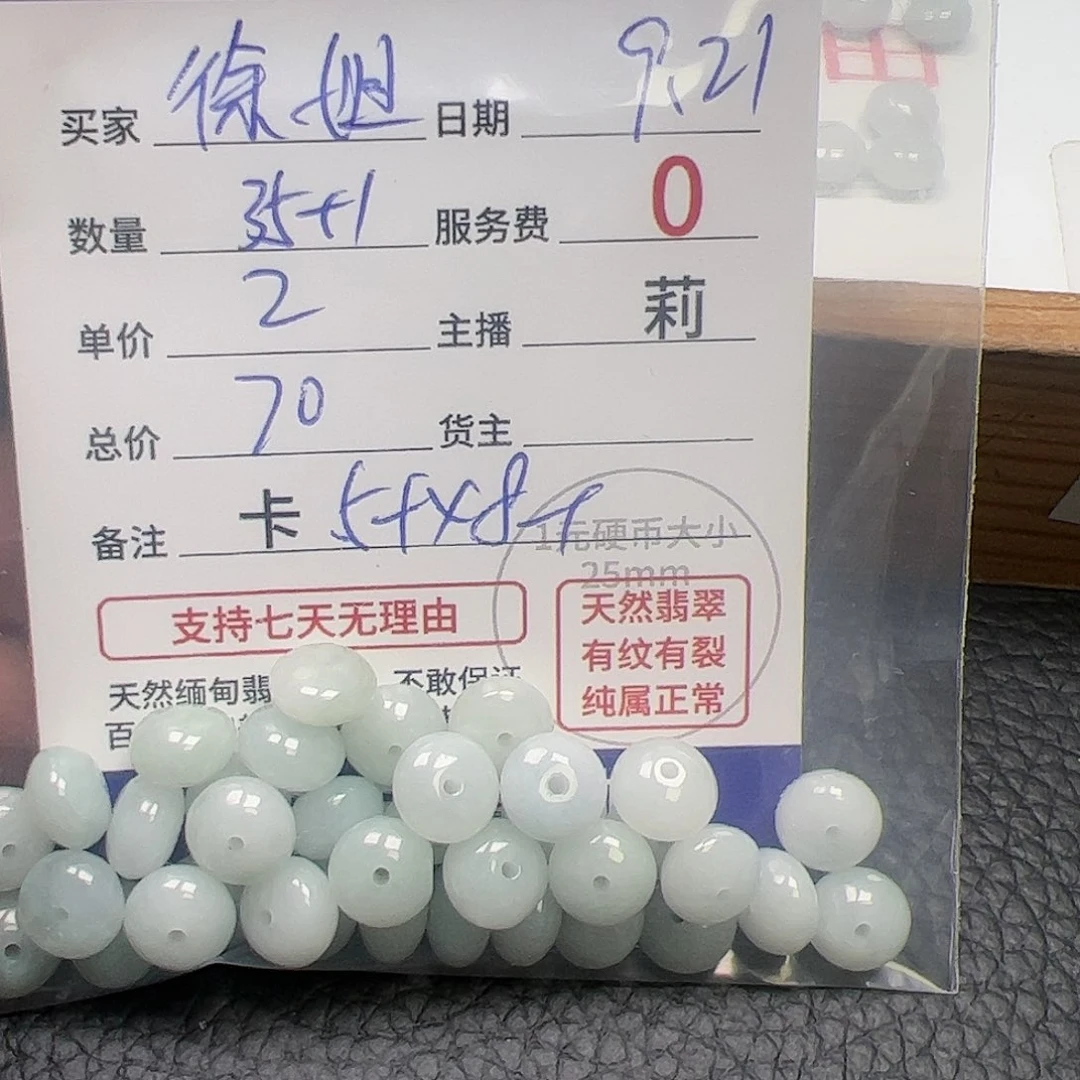 买家 徐姐 日期 9.21
数量 35+1 服务费 0
单价 2 主播 莉
总价 70 货主
备注 卡 5+×8+
1元硬币大小
25mm
支持七天无理由
天然翡翠
有纹有裂
纯属正常
天然缅甸翡 不敢保证
百